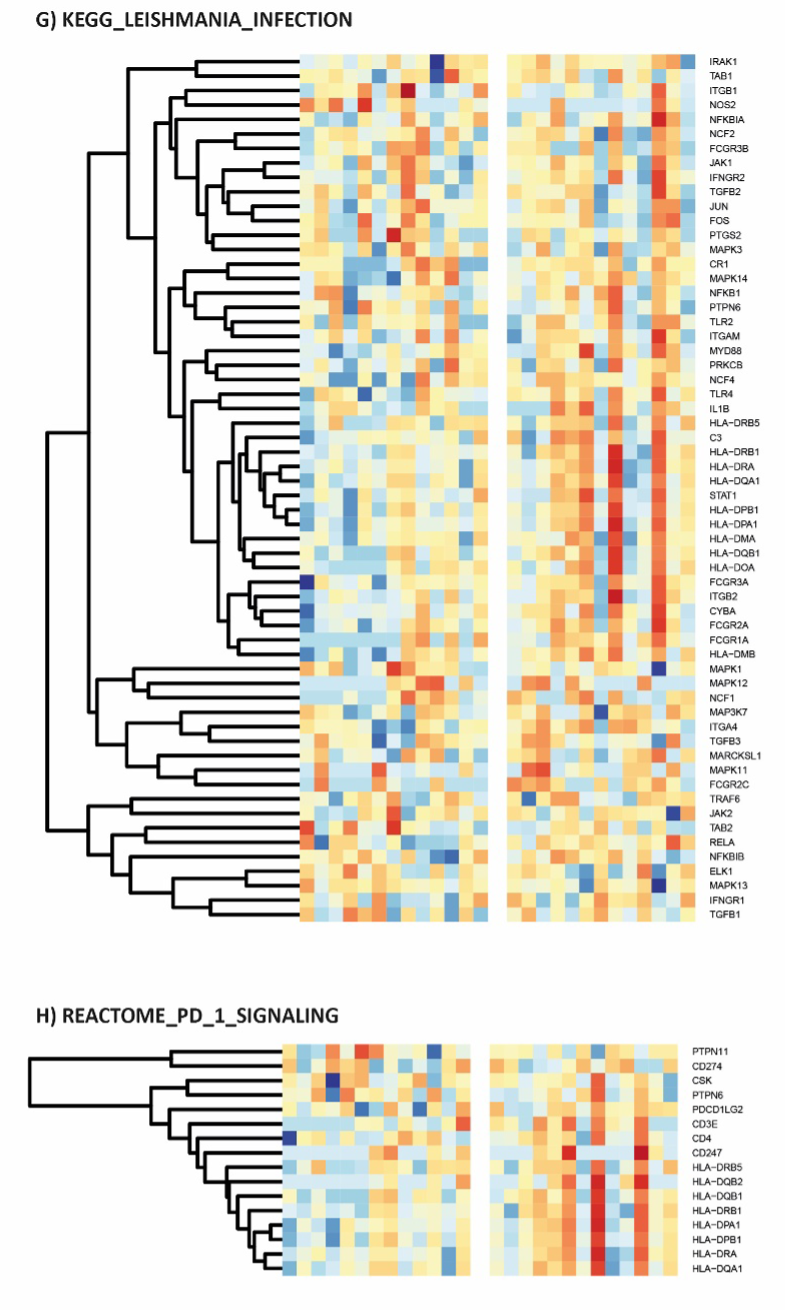 G) KEGG_LEISHMANIA_INFECTION
IRAK1
TAB1
ITGB1
NOS2
NFKBIA
NCF2
FCGR3B
JAK1
IFNGR2
TGFB2
JUN
FOS
PTGS2
MAPK3
CR1
MAPK14
NFKB1
PTPN6
TLR2
ITGAM
MYD88
PRKCB
NCF4
TLR4
IL1B
HLA-DRB5
C3
HLA-DRB1
HLA-DRA
HLA-DQA1
STAT1
HLA-DPB1
HLA-DPA1
HLA-DMA
HLA-DQB1
HLA-DOA
FCGR3A
ITGB2
CYBA
FCGR2A
FCGR1A
HLA-DMB
MAPK1
MAPK12
NCF1
MAP3K7
ITGA4
TGFB3
MARCKSL1
MAPK11
FCGR2C
TRAF6
JAK2
TAB2
RELA
NFKBIB
ELK1
MAPK13
IFNGR1
TGFB1
H) REACTOME_PD_1_SIGNALING
PTPN11
CD274
CSK
PTPN6
PDCD1LG2
CD3E
CD4
CD247
HLA-DRB5
HLA-DQB2
HLA-DQB1
HLA-DRB1
HLA-DPA1
HLA-DPB1
HLA-DRA
HLA-DQA1